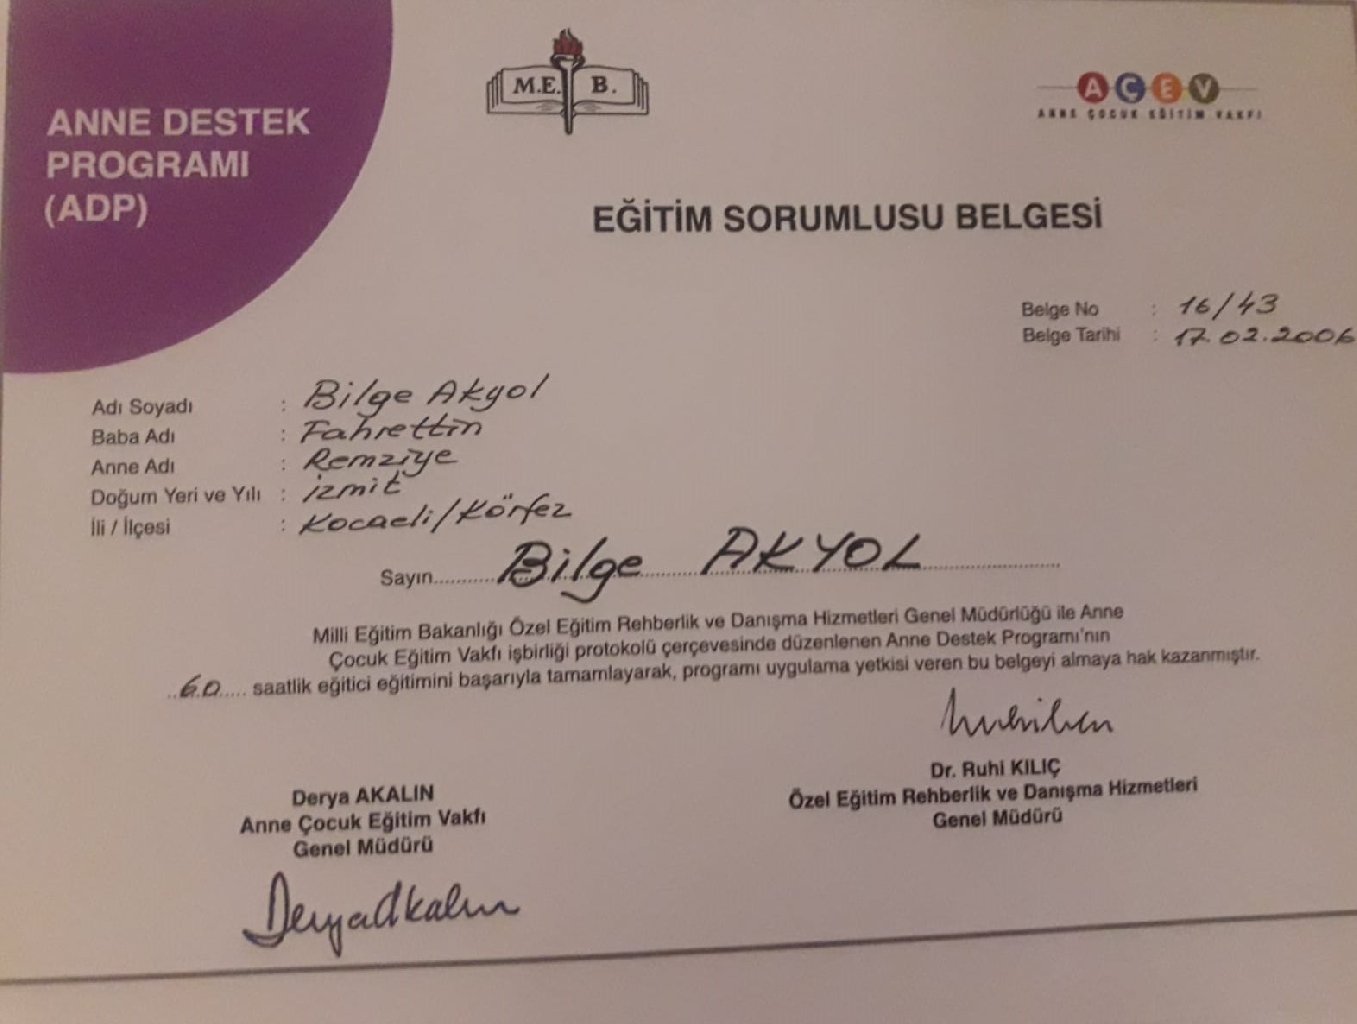 ANNE DESTEK
PROGRAMI
(ADP)
M.E. B.
AÇEV
ANNE ÇOCUK EĞİTİM VAKFI
EĞİTİM SORUMLUSU BELGESİ
Belge No : 16/43
Belge Tarihi : 17.02.2006
Adı Soyadı : Bilge Akyol
Baba Adı : Fahrettin
Anne Adı : Remziye
Doğum Yeri ve Yılı : izmit
İli / İlçesi : Kocaeli/Körfez
Sayın..........Bilge AKYOL....................
Milli Eğitim Bakanlığı Özel Eğitim Rehberlik ve Danışma Hizmetleri Genel Müdürlüğü ile Anne
Çocuk Eğitim Vakfı işbirliği protokolü çerçevesinde düzenlenen Anne Destek Programı'nın
..60..... saatlik eğitici eğitimini başarıyla tamamlayarak, programı uygulama yetkisi veren bu belgeyi almaya hak kazanmıştır.
Dr. Ruhi KILIÇ
Özel Eğitim Rehberlik ve Danışma Hizmetleri
Genel Müdürü
Derya AKALIN
Anne Çocuk Eğitim Vakfı
Genel Müdürü
DeryaAkalın